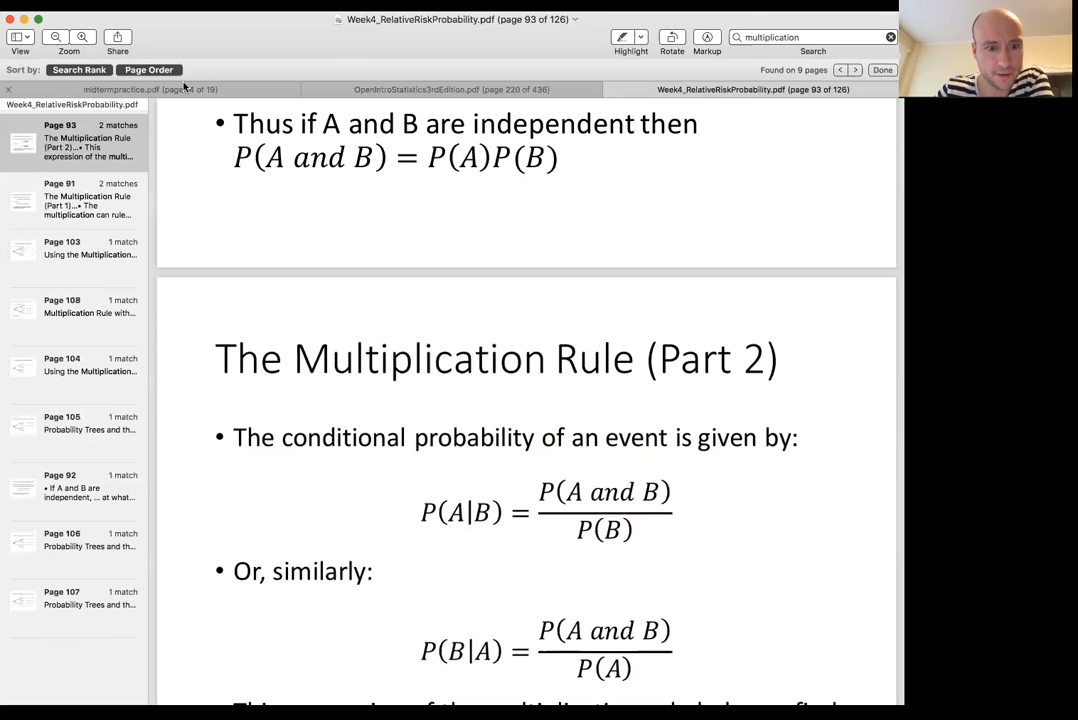 Week4_RelativeRiskProbability.pdf (page 93 of 126)
View
Zoom
Share
Highlight
Rotate
Markup
multiplication
Search
Sort by:
Search Rank
Page Order
Found on 9 pages
Done
midtermpractice.pdf (page 4 of 19)
OpenIntroStatistics3rdEdition.pdf (page 220 of 436)
Week4_RelativeRiskProbability.pdf (page 93 of 126)
Week4_RelativeRiskProbability.pdf
Page 93 2 matches
The Multiplication Rule
(Part 2)...• This
expression of the multi...
Page 91 2 matches
The Multiplication Rule
(Part 1)...• The
multiplication can rule...
Page 103 1 match
Using the Multiplication...
Page 108 1 match
Multiplication Rule with...
Page 104 1 match
Using the Multiplication...
Page 105 1 match
Probability Trees and th...
Page 92 1 match
• If A and B are
independent, ... at what...
Page 106 1 match
Probability Trees and th...
Page 107 1 match
Probability Trees and th...
• Thus if A and B are independent then
P(A and B) = P(A)P(B)
The Multiplication Rule (Part 2)
• The conditional probability of an event is given by:
P(A|B) = P(A and B) / P(B)
• Or, similarly:
P(B|A) = P(A and B) / P(A)